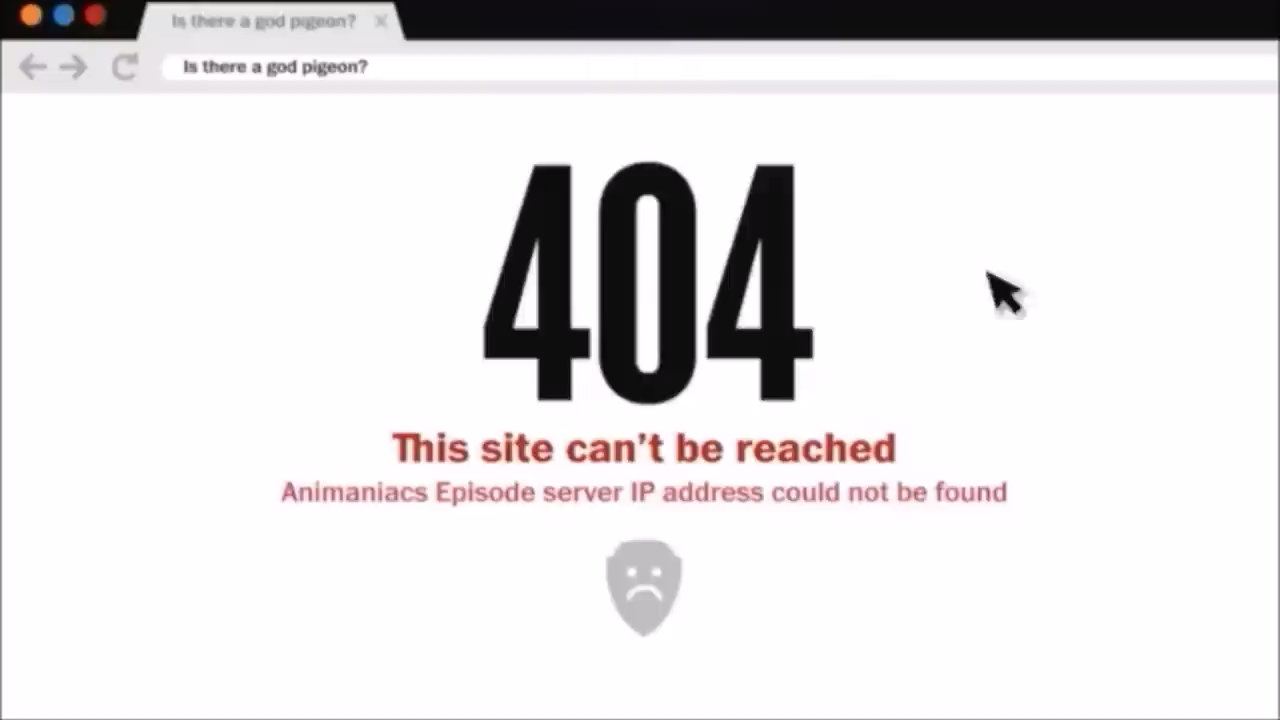 Is there a god pigeon?
Is there a god pigeon?
404
This site can't be reached
Animaniacs Episode server IP address could not be found